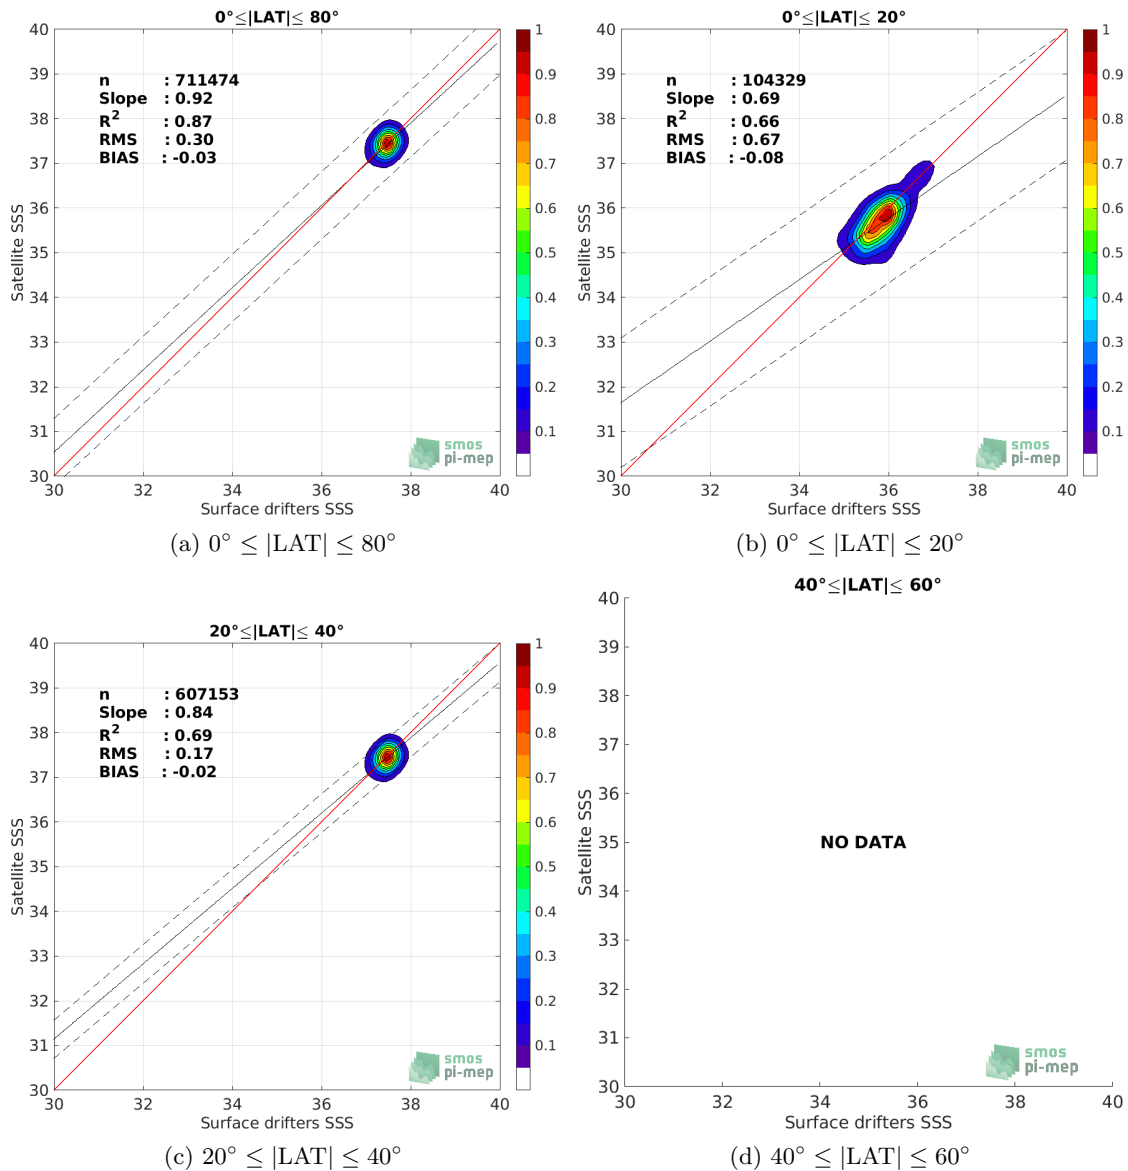 0°≤|LAT|≤ 80°
40
39
38
37
36
35
34
33
32
31
30
Satellite SSS
n : 711474
Slope : 0.92
R2 : 0.87
RMS : 0.30
BIAS : -0.03
1
0.9
0.8
0.7
0.6
0.5
0.4
0.3
0.2
0.1
smos
pi-mep
30 32 34 36 38 40
Surface drifters SSS
(a) 0° ≤ |LAT| ≤ 80°
0°≤|LAT|≤ 20°
40
39
38
37
36
35
34
33
32
31
30
Satellite SSS
n : 104329
Slope : 0.69
R2 : 0.66
RMS : 0.67
BIAS : -0.08
1
0.9
0.8
0.7
0.6
0.5
0.4
0.3
0.2
0.1
smos
pi-mep
30 32 34 36 38 40
Surface drifters SSS
(b) 0° ≤ |LAT| ≤ 20°
20°≤|LAT|≤ 40°
40
39
38
37
36
35
34
33
32
31
30
Satellite SSS
n : 607153
Slope : 0.84
R2 : 0.69
RMS : 0.17
BIAS : -0.02
1
0.9
0.8
0.7
0.6
0.5
0.4
0.3
0.2
0.1
smos
pi-mep
30 32 34 36 38 40
Surface drifters SSS
(c) 20° ≤ |LAT| ≤ 40°
40°≤|LAT|≤ 60°
40
39
38
37
36
35
34
33
32
31
30
Satellite SSS
NO DATA
smos
pi-mep
30 32 34 36 38 40
Surface drifters SSS
(d) 40° ≤ |LAT| ≤ 60°